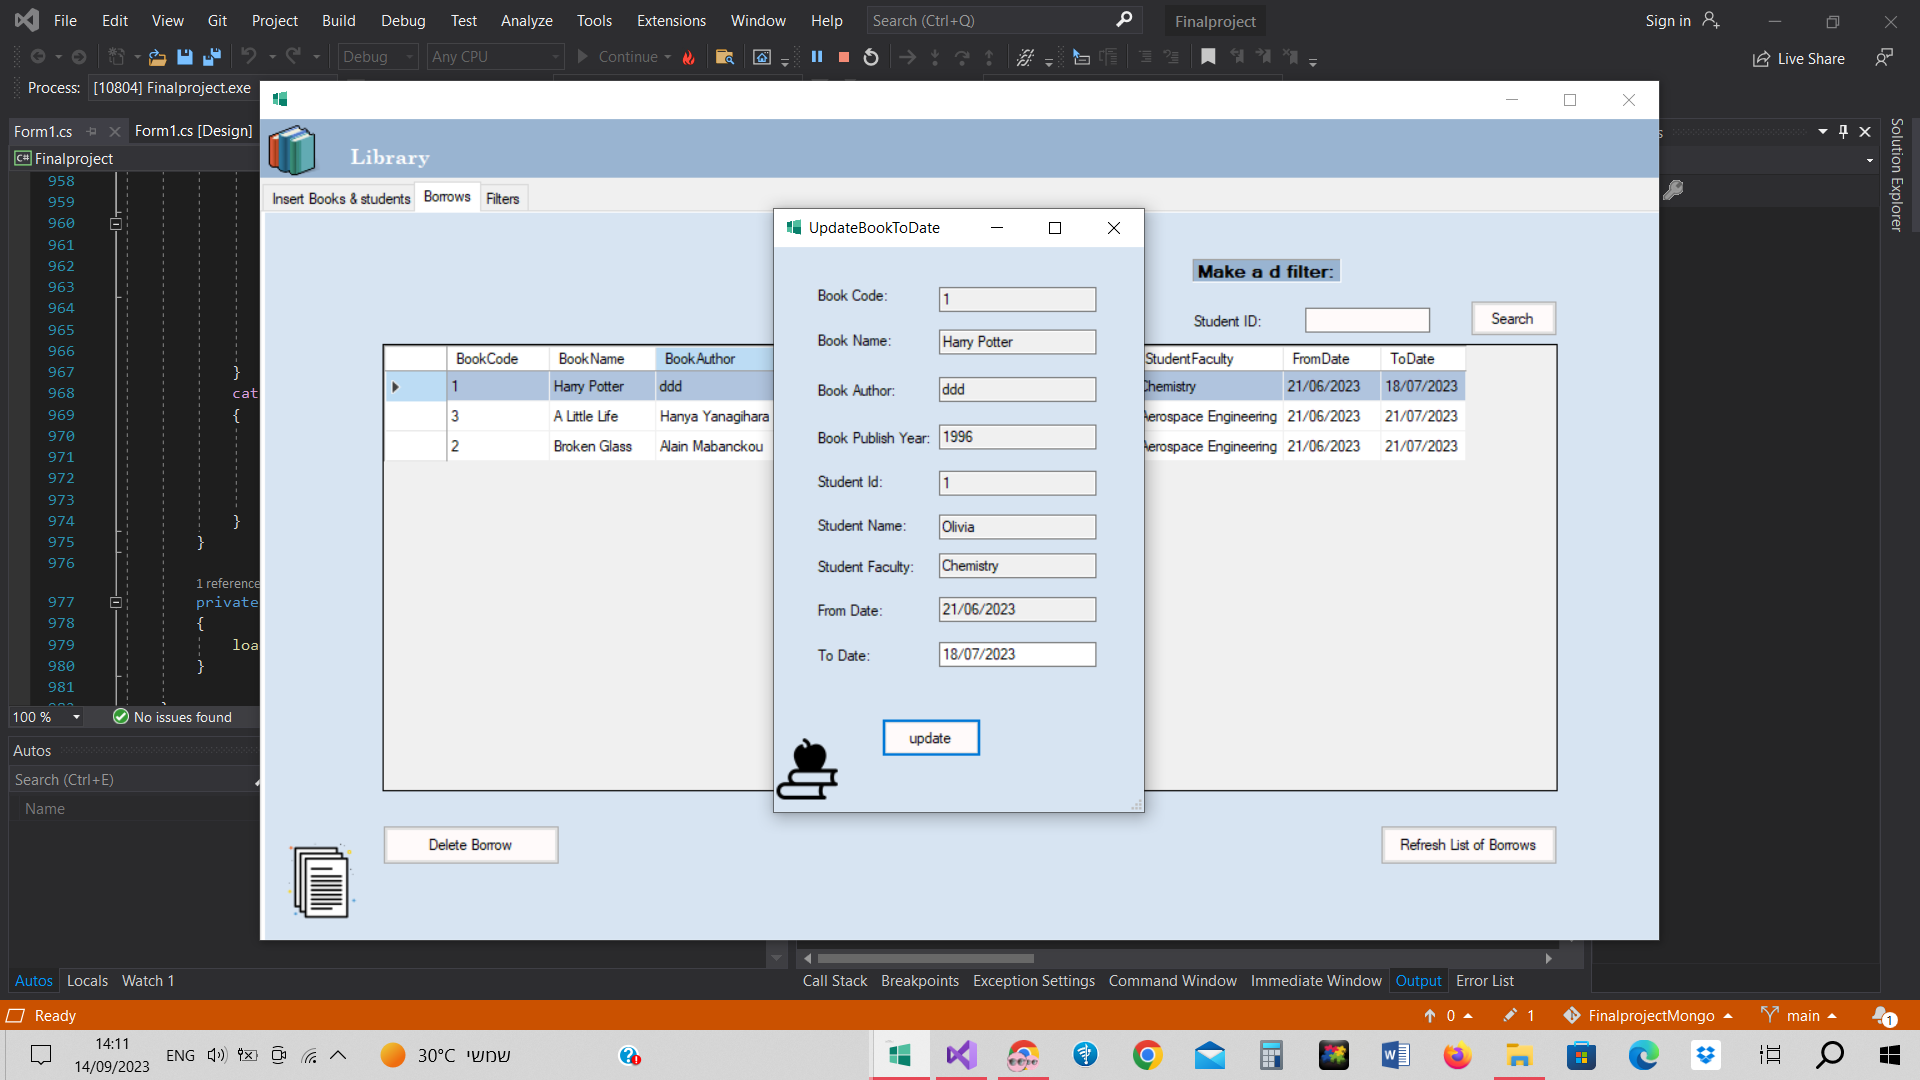 File Edit View Git Project Build Debug Test Analyze Tools Extensions Window Help Search (Ctrl+Q) Finalproject Sign in
Debug Any CPU Continue Live Share
Process: [10804] Finalproject.exe
Form1.cs Form1.cs [Design]
C# Finalproject
Solution Explorer
Library
Insert Books & students Borrows Filters
Make a d filter:
Student ID: Search
BookCode BookName BookAuthor StudentFaculty FromDate ToDate
1 Harry Potter ddd Chemistry 21/06/2023 18/07/2023
3 A Little Life Hanya Yanagihara Aerospace Engineering 21/06/2023 21/07/2023
2 Broken Glass Alain Mabanckou Aerospace Engineering 21/06/2023 21/07/2023
Delete Borrow Refresh List of Borrows
UpdateBookToDate
Book Code: 1
Book Name: Harry Potter
Book Author: ddd
Book Publish Year: 1996
Student Id: 1
Student Name: Olivia
Student Faculty: Chemistry
From Date: 21/06/2023
To Date: 18/07/2023
update
958
959
960
961
962
963
964
965
966
967 }
968 cat
969 {
970
971
972
973
974 }
975 }
976
1 reference
977 private
978 {
979 loa
980 }
981
100 % No issues found
Autos
Search (Ctrl+E)
Name
Autos Locals Watch 1 Call Stack Breakpoints Exception Settings Command Window Immediate Window Output Error List
Ready 0 1 FinalprojectMongo main 1
14:11
14/09/2023
ENG 30°C שמשי